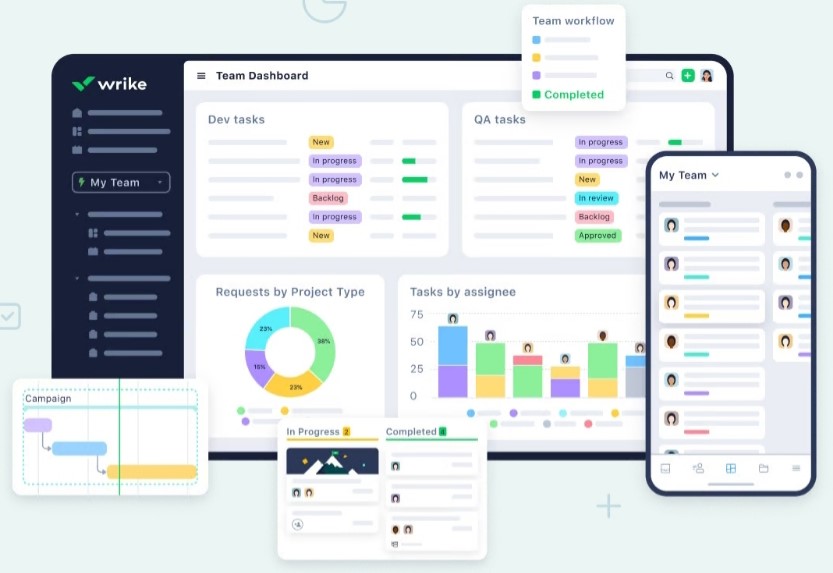 Team workflow
Completed
wrike
Team Dashboard
My Team
Dev tasks
New
In progress
In progress
Backlog
In progress
New
QA tasks
In progress
In progress
New
In review
Backlog
Approved
My Team
Requests by Project Type
23%
38%
15%
23%
Tasks by assignee
75
50
25
0
Campaign
In Progress 2
Completed 4